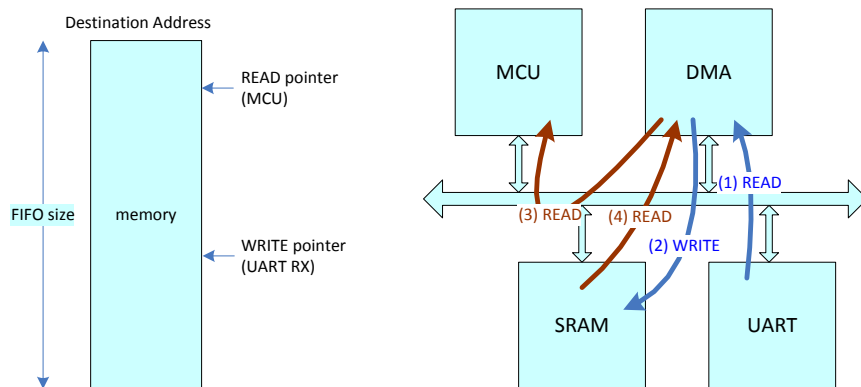 Destination Address
READ pointer
(MCU)
FIFO size
memory
WRITE pointer
(UART RX)
MCU
DMA
(1) READ
(3) READ
(4) READ
(2) WRITE
SRAM
UART